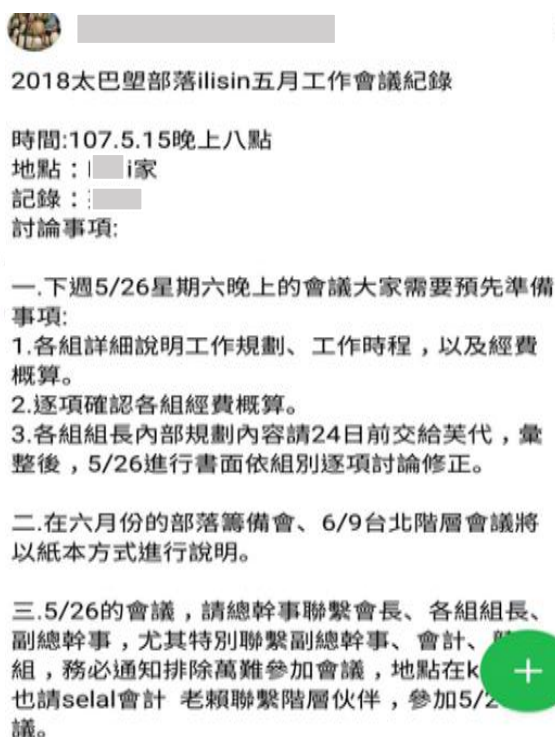 2018太巴塱部落ilisin五月工作會議紀錄
時間:107.5.15晚上八點
地點：i家
記錄：
討論事項:
一.下週5/26星期六晚上的會議大家需要預先準備
事項:
1.各組詳細說明工作規劃、工作時程，以及經費
概算。
2.逐項確認各組經費概算。
3.各組組長內部規劃內容請24日前交給芙代，彙
整後，5/26進行書面依組別逐項討論修正。
二.在六月份的部落籌備會、6/9台北階層會議將
以紙本方式進行說明。
三.5/26的會議，請總幹事聯繫會長、各組組長、
副總幹事，尤其特別聯繫副總幹事、會計、
組，務必通知排除萬難參加會議，地點在k
也請selal會計 老賴聯繫階層伙伴，參加5/2
議。